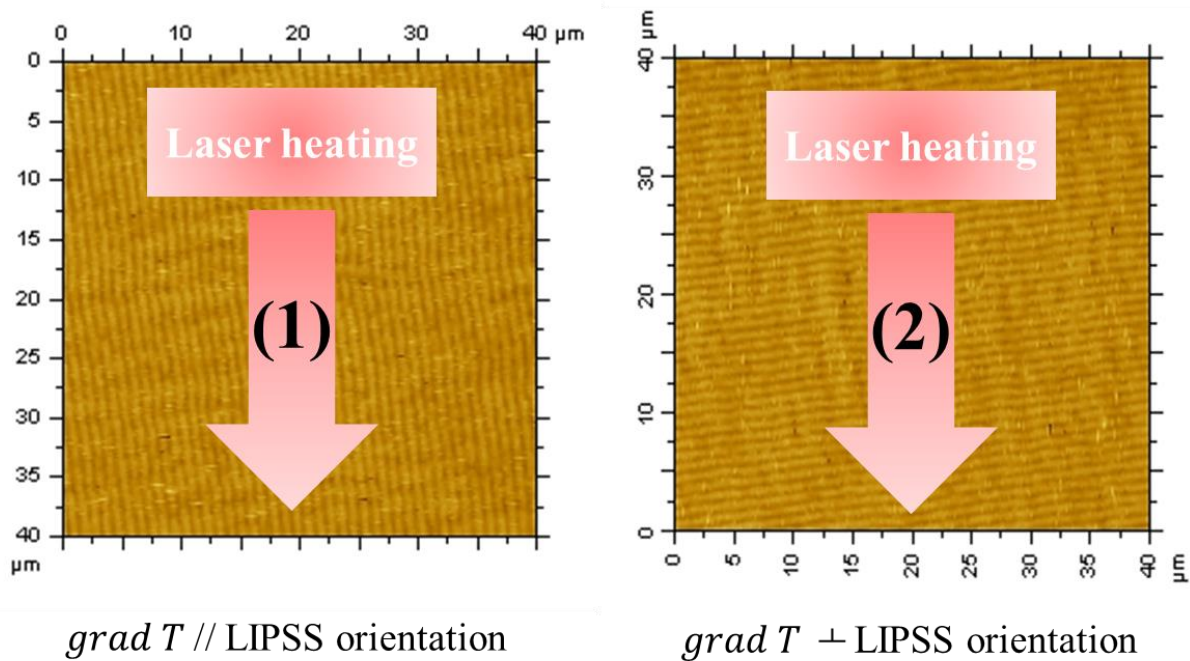 0 10 20 30 40 µm
0
5
10
15
20
25
30
35
40
µm
Laser heating
(1)
grad T // LIPSS orientation
µm
40
30
20
10
0
Laser heating
(2)
0 5 10 15 20 25 30 35 40
µm
grad T ⊥ LIPSS orientation